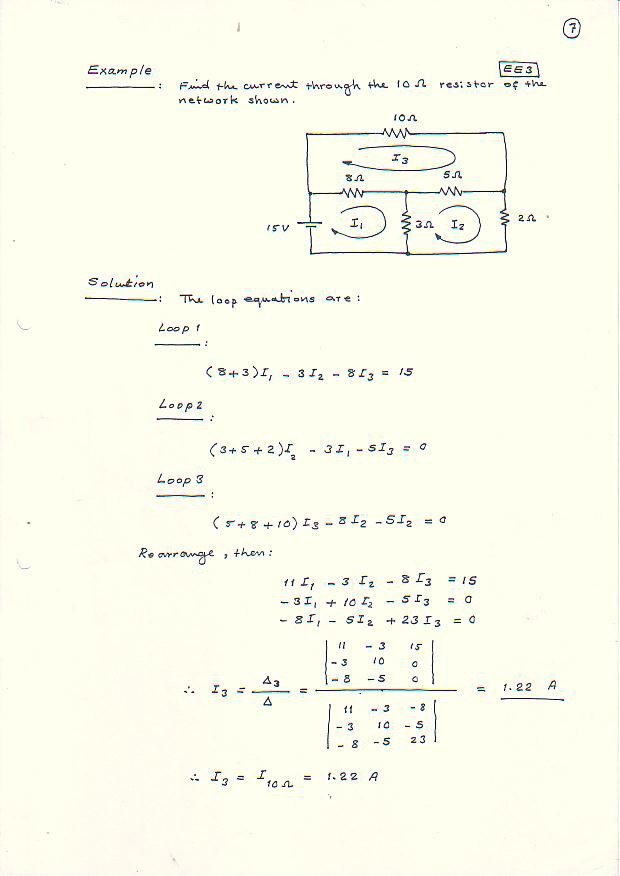 7
Example EE3
: Find the current through the 10 Ω resistor of the
network shown.
10Ω
I3
8Ω 5Ω
15V I1 3Ω I2 2Ω
Solution
: The loop equations are :
Loop 1
:
(8+3)I1 - 3I2 - 8I3 = 15
Loop 2
:
(3+5+2)I2 - 3I1 - 5I3 = 0
Loop 3
:
(5+8+10) I3 - 8I2 - 5I2 = 0
Rearrange, then:
11 I1 - 3 I2 - 8 I3 = 15
- 3I1 + 10 I2 - 5 I3 = 0
- 8I1 - 5I2 + 23 I3 = 0
| 11 - 3 15 |
| - 3 10 0 |
| - 8 - 5 0 |
∴ I3 = Δ3 / Δ = = 1.22 A
| 11 - 3 - 8 |
| - 3 10 - 5 |
| - 8 - 5 23 |
∴ I3 = I10Ω = 1.22 A